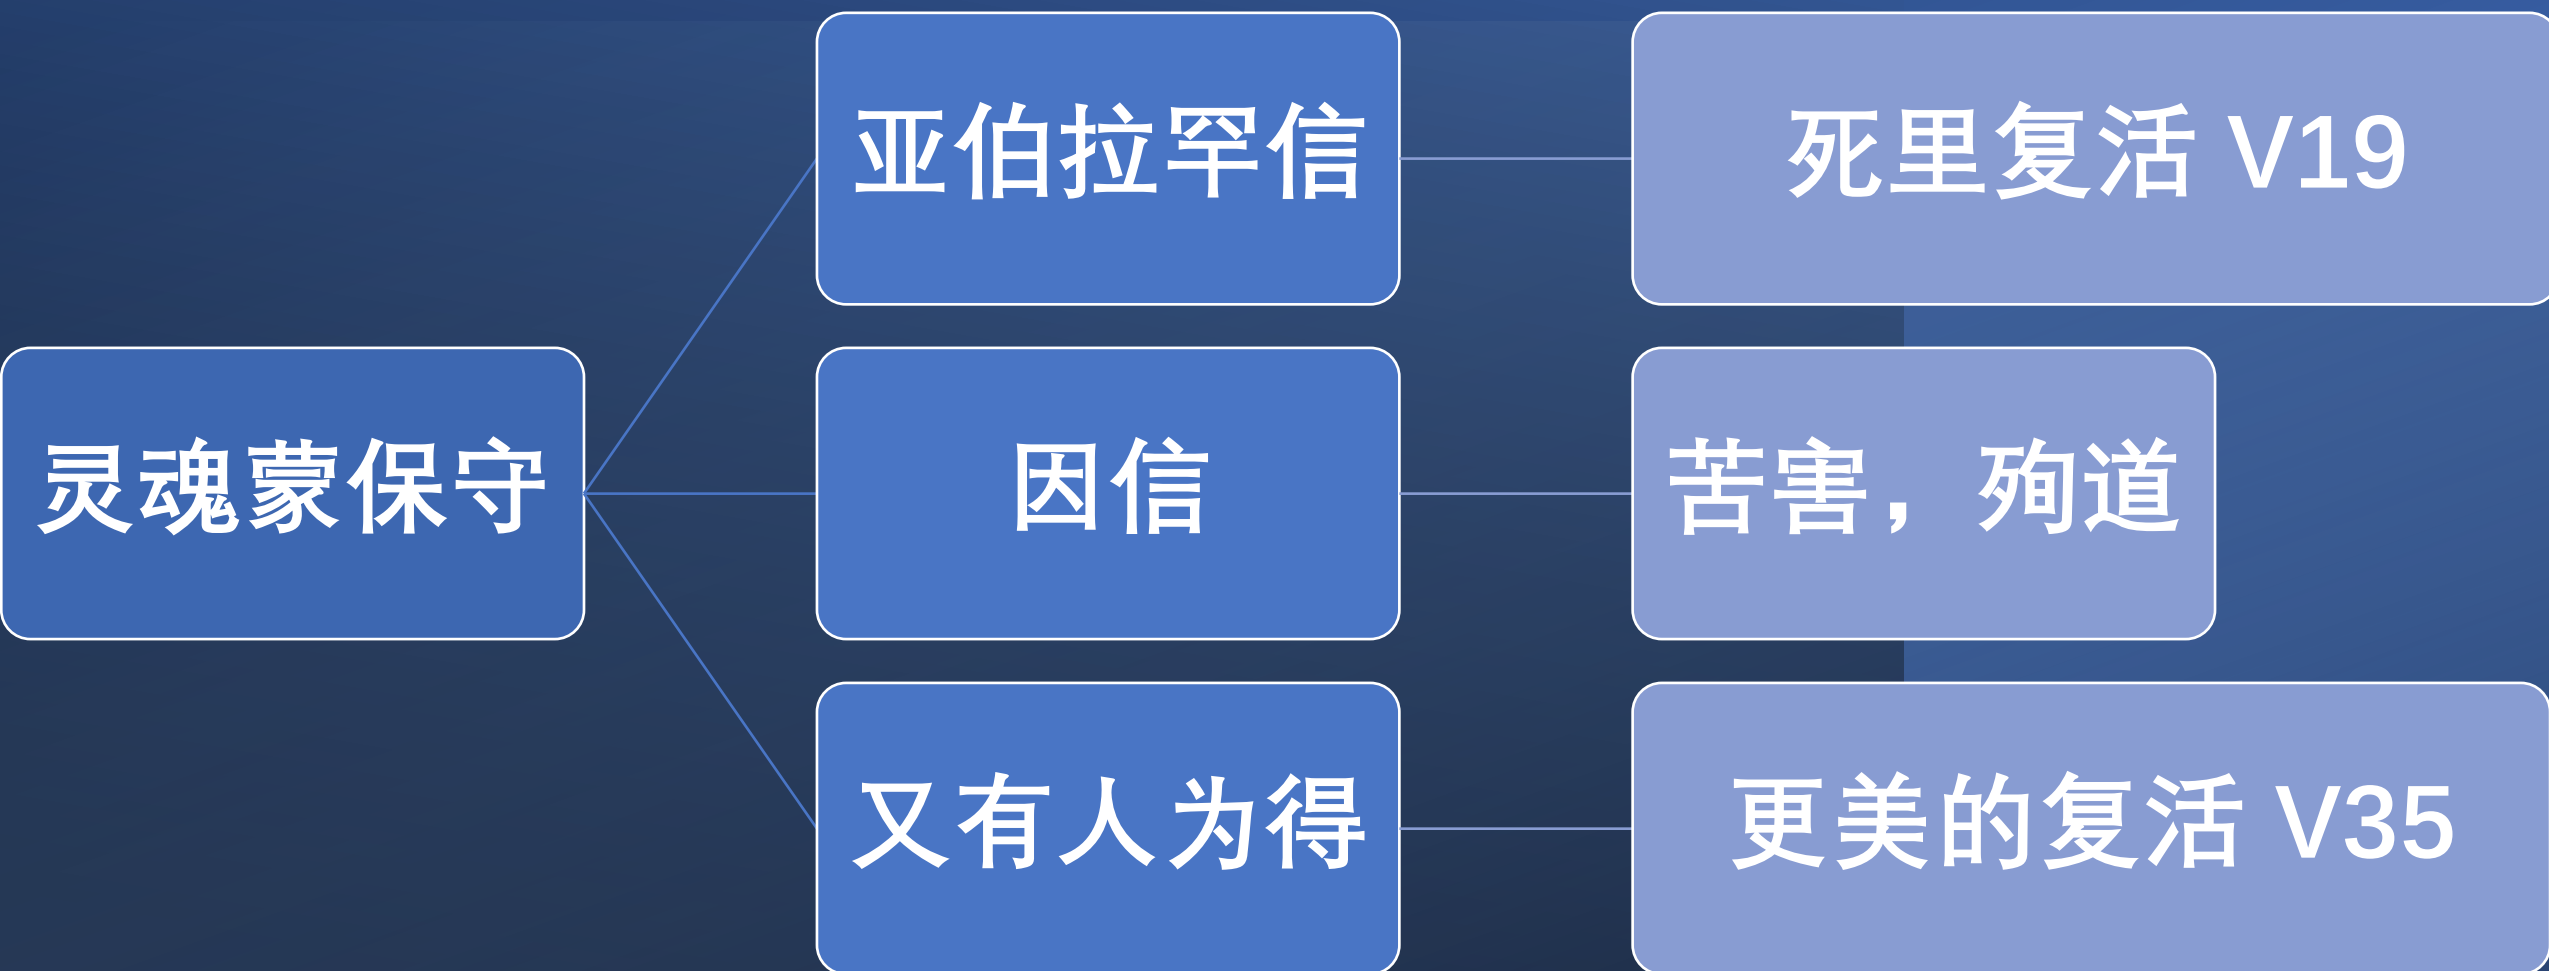 灵魂蒙保守
亚伯拉罕信
死里复活 V19
因信
苦害，殉道
又有人为得
更美的复活 V35